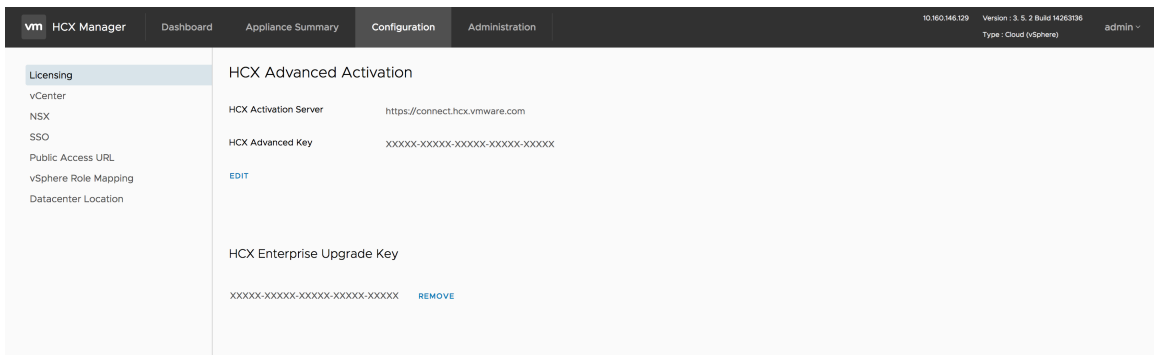 vm HCX Manager Dashboard Appliance Summary Configuration Administration
10.160.146.129 Version : 3. 5. 2 Build 14263136
Type : Cloud (vSphere)
admin
Licensing
vCenter
NSX
SSO
Public Access URL
vSphere Role Mapping
Datacenter Location
HCX Advanced Activation
HCX Activation Server https://connect.hcx.vmware.com
HCX Advanced Key XXXXX-XXXXX-XXXXX-XXXXX-XXXXX
EDIT
HCX Enterprise Upgrade Key
XXXXX-XXXXX-XXXXX-XXXXX-XXXXX REMOVE